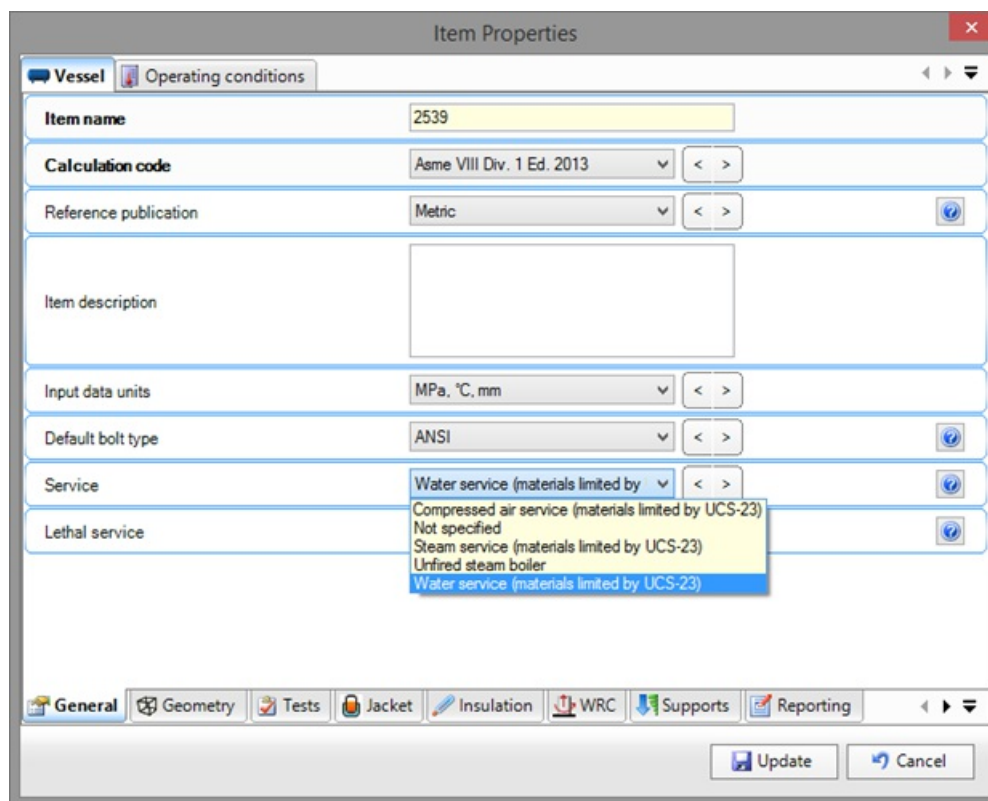 Item Properties
Vessel
Operating conditions
Item name
2539
Calculation code
Asme VIII Div. 1 Ed. 2013
< >
Reference publication
Metric
< >
Item description
Input data units
MPa, °C, mm
< >
Default bolt type
ANSI
< >
Service
Water service (materials limited by
< >
Compressed air service (materials limited by UCS-23)
Not specified
Steam service (materials limited by UCS-23)
Unfired steam boiler
Water service (materials limited by UCS-23)
Lethal service
General
Geometry
Tests
Jacket
Insulation
WRC
Supports
Reporting
Update
Cancel